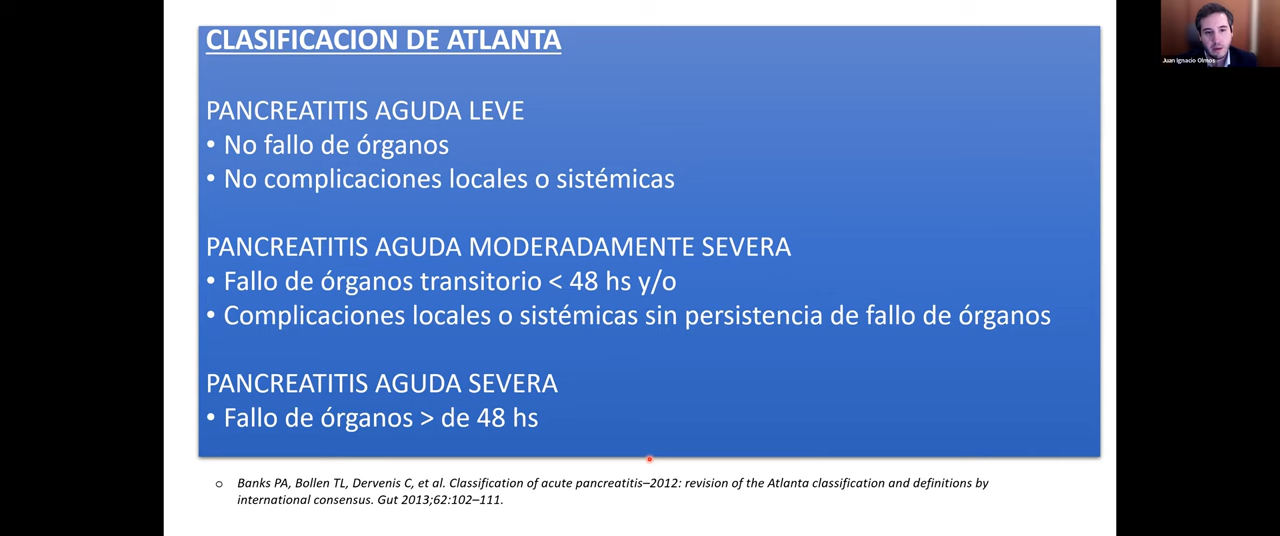 CLASIFICACION DE ATLANTA
PANCREATITIS AGUDA LEVE
• No fallo de órganos
• No complicaciones locales o sistémicas
PANCREATITIS AGUDA MODERADAMENTE SEVERA
• Fallo de órganos transitorio < 48 hs y/o
• Complicaciones locales o sistémicas sin persistencia de fallo de órganos
PANCREATITIS AGUDA SEVERA
• Fallo de órganos > de 48 hs
o Banks PA, Bollen TL, Dervenis C, et al. Classification of acute pancreatitis–2012: revision of the Atlanta classification and definitions by
international consensus. Gut 2013;62:102–111.
Juan Ignacio Olmos